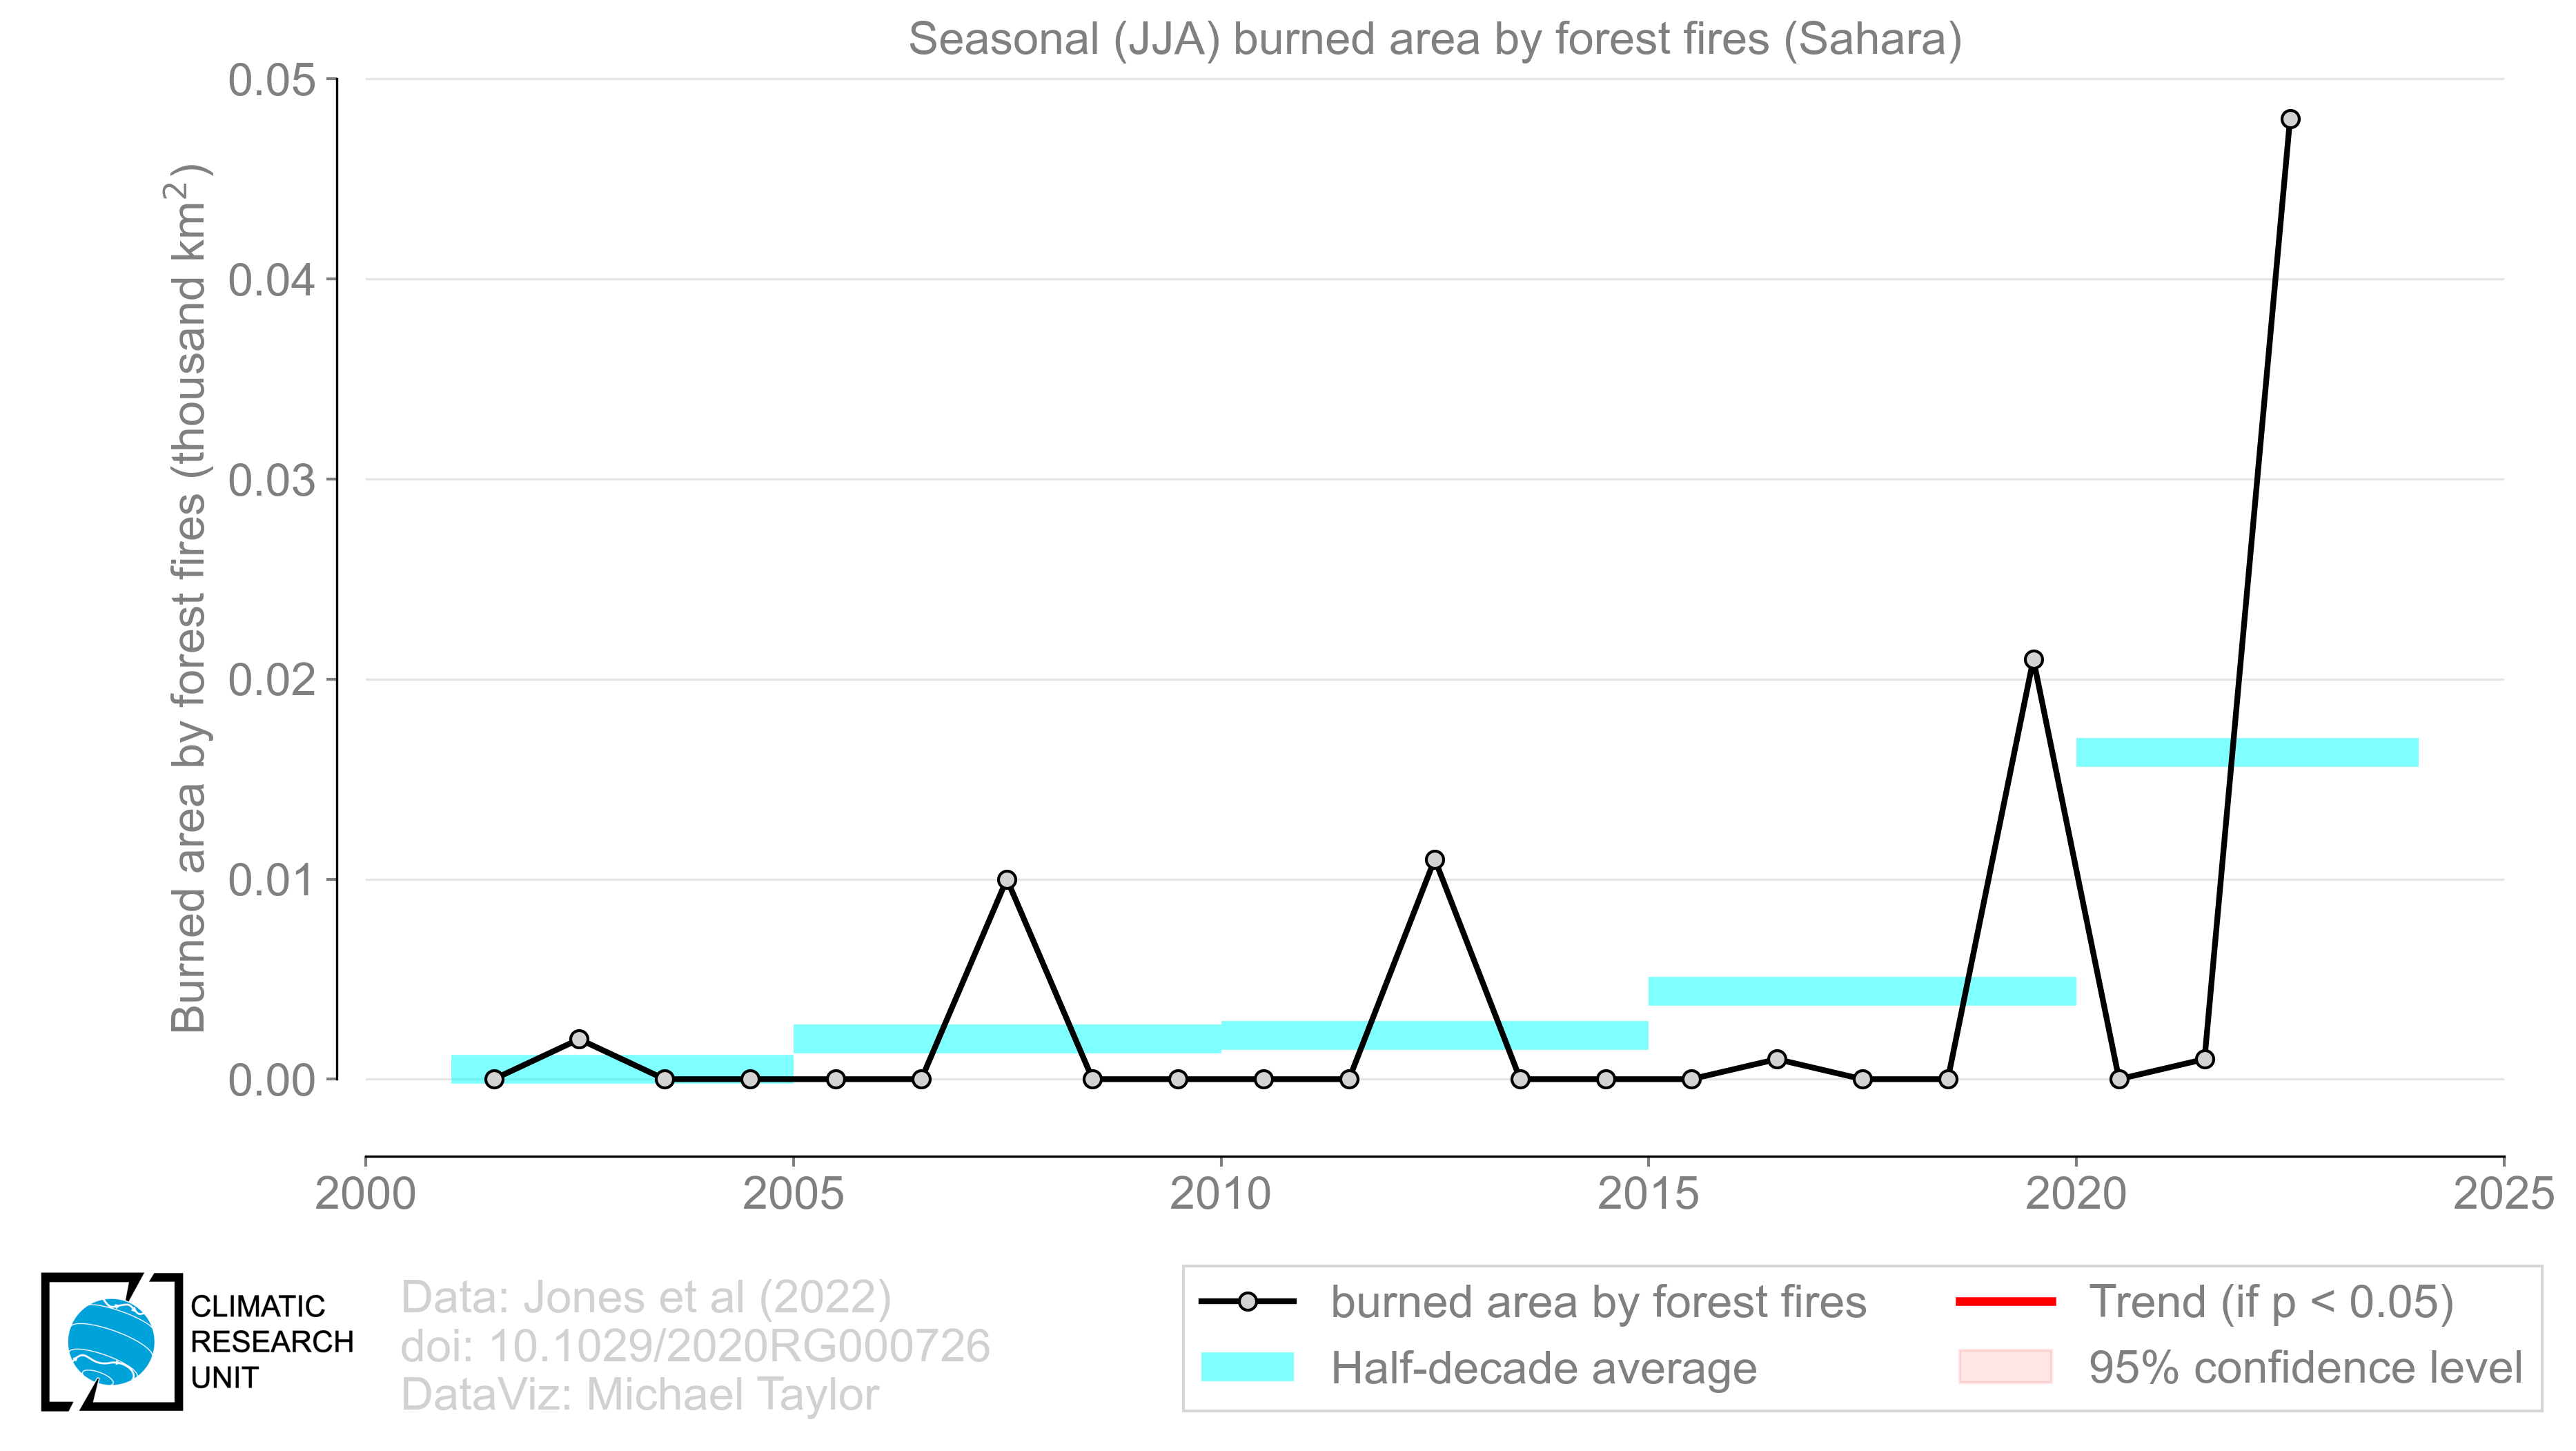 Seasonal (JJA) burned area by forest fires (Sahara)
Burned area by forest fires (thousand km²)
0.05
0.04
0.03
0.02
0.01
0.00
2000 2005 2010 2015 2020 2025
CLIMATIC
RESEARCH
UNIT
Data: Jones et al (2022)
doi: 10.1029/2020RG000726
DataViz: Michael Taylor
burned area by forest fires
Half-decade average
Trend (if p < 0.05)
95% confidence level